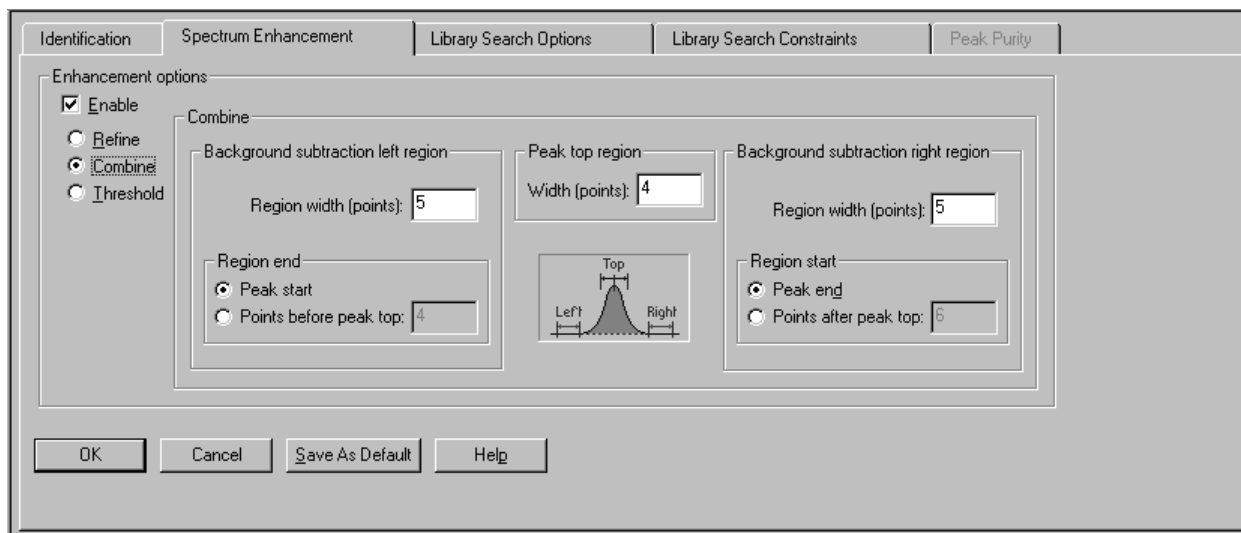 Identification
Spectrum Enhancement
Library Search Options
Library Search Constraints
Peak Purity
Enhancement options
Enable
Refine
Combine
Threshold
Combine
Background subtraction left region
Region width (points): 5
Region end
Peak start
Points before peak top: 4
Peak top region
Width (points): 4
Top
Left
Right
Background subtraction right region
Region width (points): 5
Region start
Peak end
Points after peak top: 6
OK
Cancel
Save As Default
Help